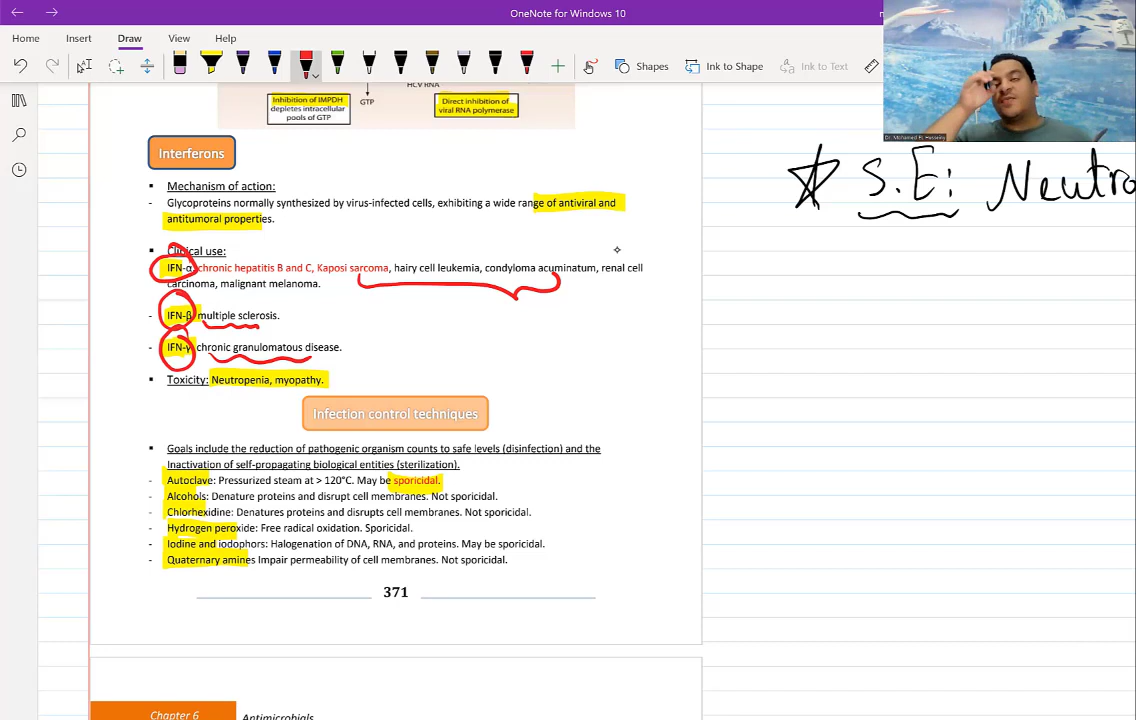 OneNote for Windows 10
Home Insert Draw View Help
Shapes Ink to Shape Ink to Text
HCV RNA
Inhibition of IMPDH
depletes intracellular
pools of GTP
GTP
Direct inhibition of
viral RNA polymerase
Dr. Mohamed EL Husseiny
* S.E: Neutro
Interferons
▪ Mechanism of action:
- Glycoproteins normally synthesized by virus-infected cells, exhibiting a wide range of antiviral and
antitumoral properties.
▪ Clinical use:
- IFN-α: chronic hepatitis B and C, Kaposi sarcoma, hairy cell leukemia, condyloma acuminatum, renal cell
carcinoma, malignant melanoma.
- IFN-β multiple sclerosis.
- IFN-γ chronic granulomatous disease.
▪ Toxicity: Neutropenia, myopathy.
Infection control techniques
▪ Goals include the reduction of pathogenic organism counts to safe levels (disinfection) and the
Inactivation of self-propagating biological entities (sterilization).
- Autoclave: Pressurized steam at > 120°C. May be sporicidal.
- Alcohols: Denature proteins and disrupt cell membranes. Not sporicidal.
- Chlorhexidine: Denatures proteins and disrupts cell membranes. Not sporicidal.
- Hydrogen peroxide: Free radical oxidation. Sporicidal.
- Iodine and iodophors: Halogenation of DNA, RNA, and proteins. May be sporicidal.
- Quaternary amines Impair permeability of cell membranes. Not sporicidal.
371
Chapter 6 Antimicrobials